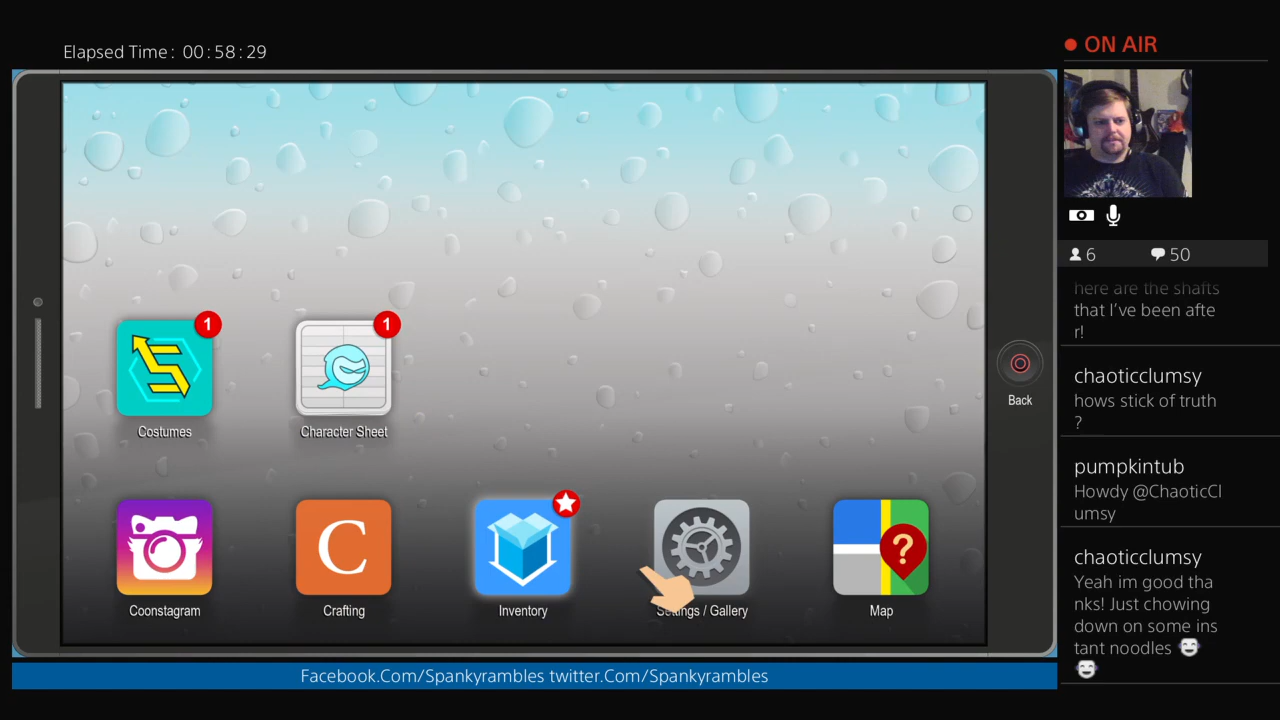 Elapsed Time: 00:58:29
ON AIR
6 50
here are the shafts
that I've been afte
r!
chaoticclumsy
hows stick of truth
?
pumpkintub
Howdy @ChaoticCl
umsy
chaoticclumsy
Yeah im good tha
nks! Just chowing
down on some ins
tant noodles
1
1
Costumes
Character Sheet
Back
C
?
Coonstagram
Crafting
Inventory
Settings / Gallery
Map
Facebook.Com/Spankyrambles twitter.Com/Spankyrambles